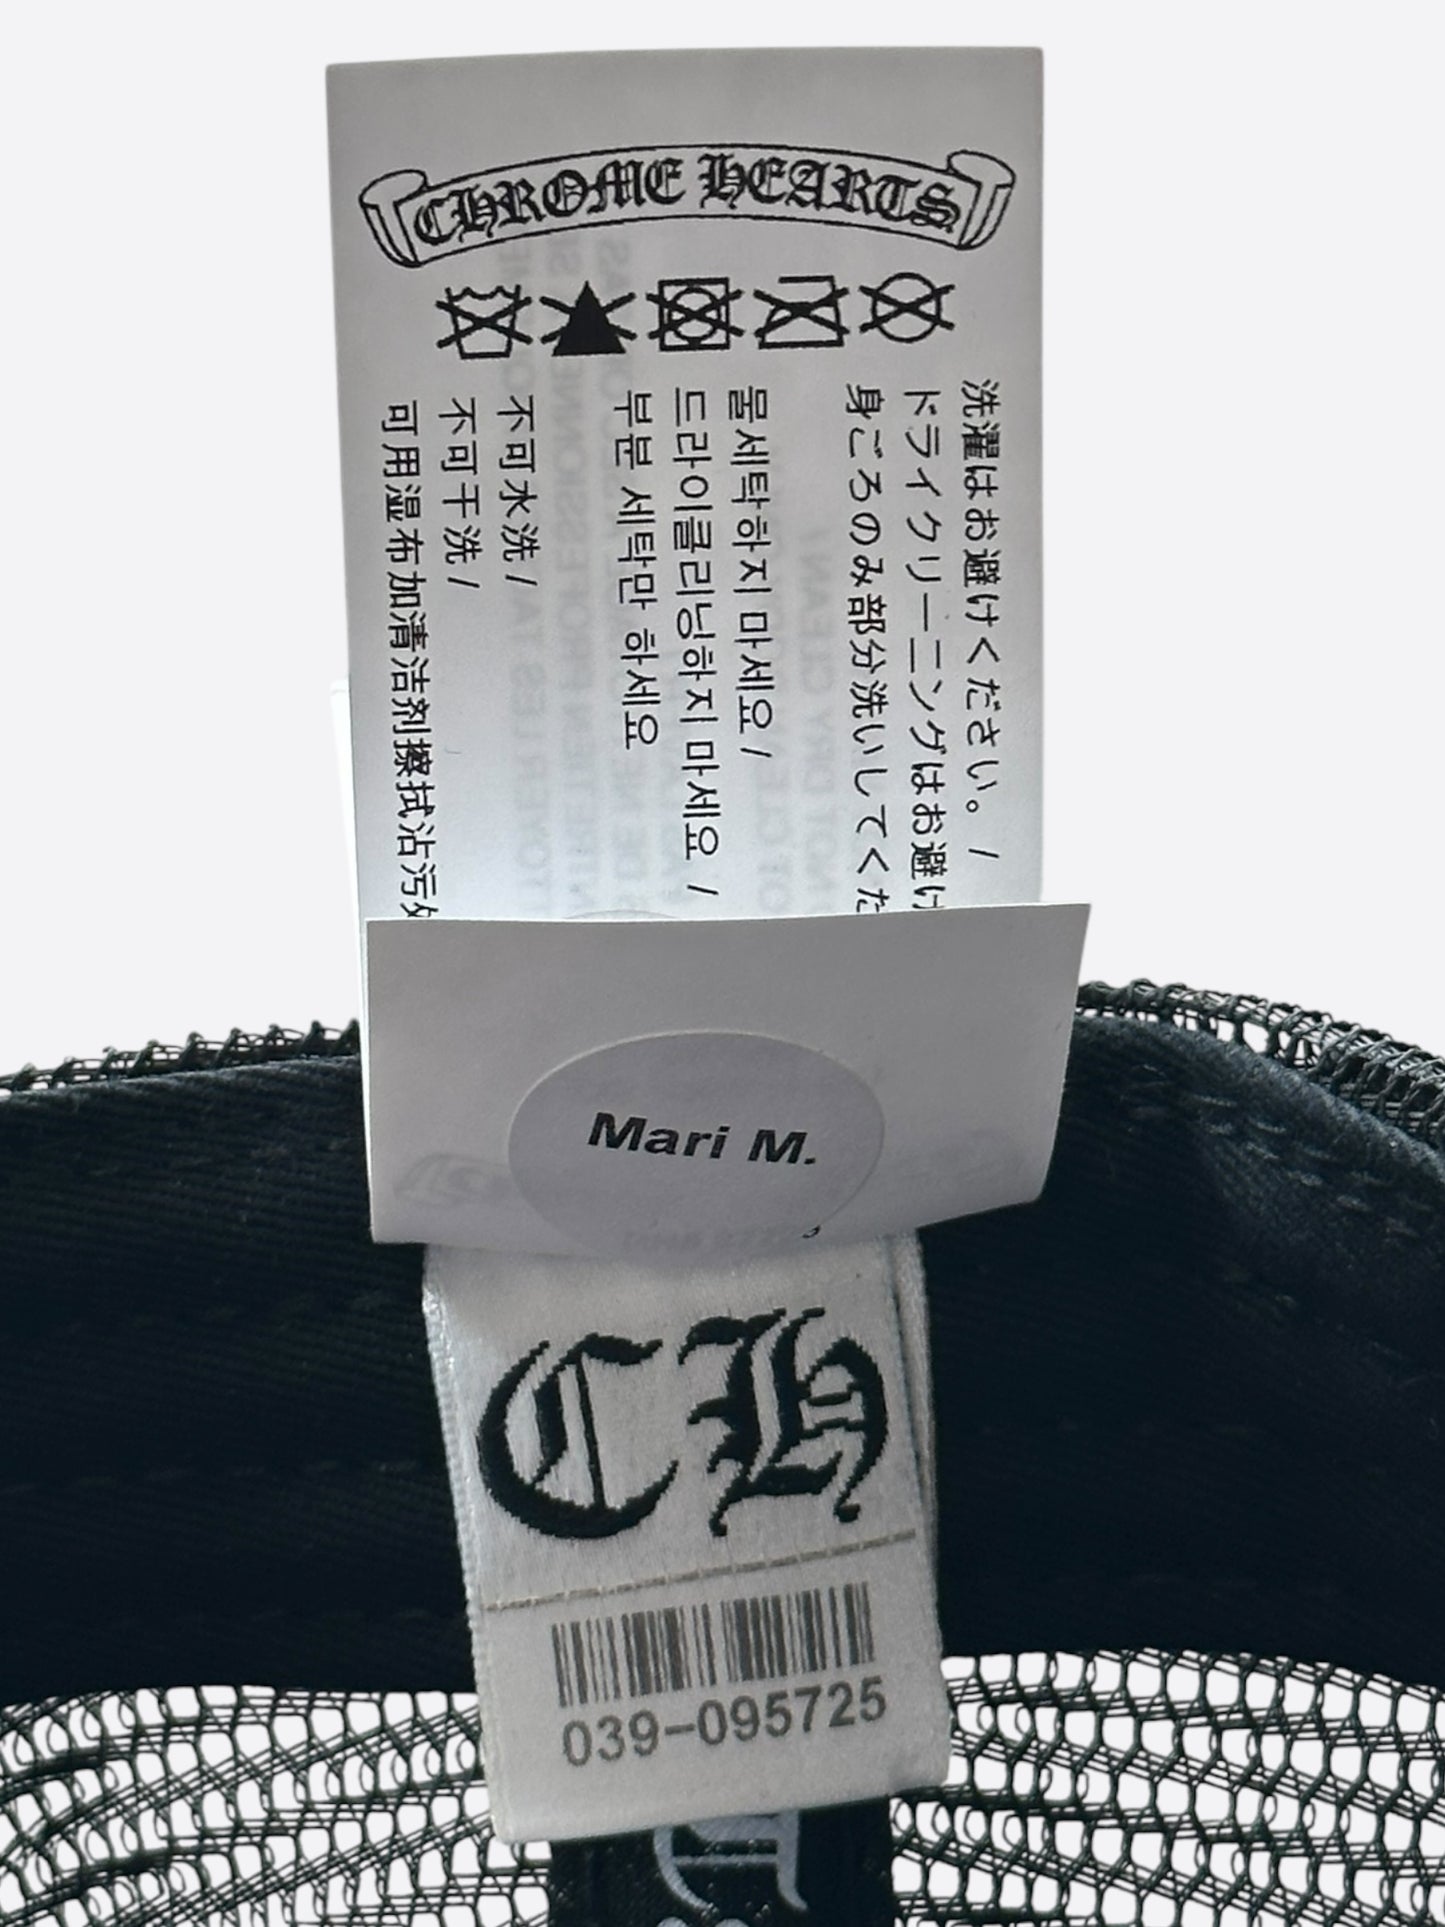 CHROME HEARTS
洗濯はお避けください。 /
ドライクリーニングはお避け
身ごろのみ部分洗いしてくだ
물세탁하지 마세요 /
드라이클리닝하지 마세요 /
부분 세탁만 하세요
不可水洗 /
不可干洗 /
可用湿布加清洁剂擦拭沾污
Mari M.
CH
039-095725